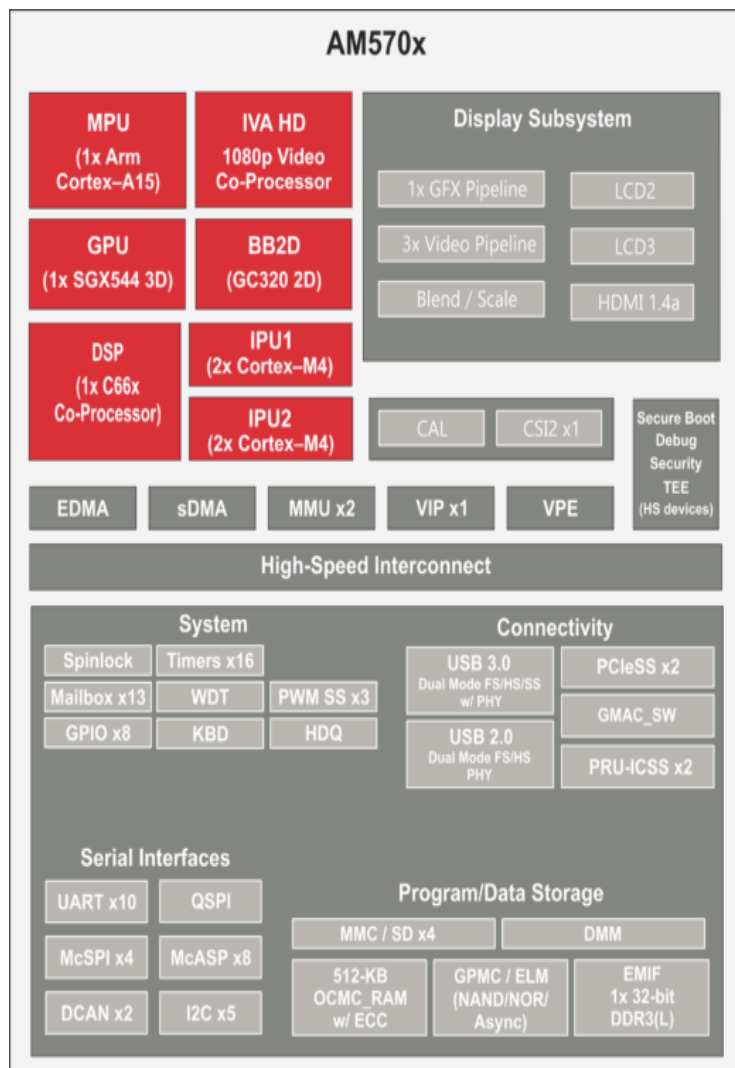 AM570x
MPU
(1x Arm
Cortex–A15)
IVA HD
1080p Video
Co-Processor
GPU
(1x SGX544 3D)
BB2D
(GC320 2D)
DSP
(1x C66x
Co-Processor)
IPU1
(2x Cortex–M4)
IPU2
(2x Cortex–M4)
Display Subsystem
1x GFX Pipeline
LCD2
3x Video Pipeline
LCD3
Blend / Scale
HDMI 1.4a
CAL
CSI2 x1
Secure Boot
Debug
Security
TEE
(HS devices)
EDMA
sDMA
MMU x2
VIP x1
VPE
High-Speed Interconnect
System
Spinlock
Timers x16
Mailbox x13
WDT
PWM SS x3
GPIO x8
KBD
HDQ
Connectivity
USB 3.0
Dual Mode FS/HS/SS
w/ PHY
USB 2.0
Dual Mode FS/HS
PHY
PCIeSS x2
GMAC_SW
PRU-ICSS x2
Serial Interfaces
UART x10
QSPI
McSPI x4
McASP x8
DCAN x2
I2C x5
Program/Data Storage
MMC / SD x4
DMM
512-KB
OCMC_RAM
w/ ECC
GPMC / ELM
(NAND/NOR/
Async)
EMIF
1x 32-bit
DDR3(L)